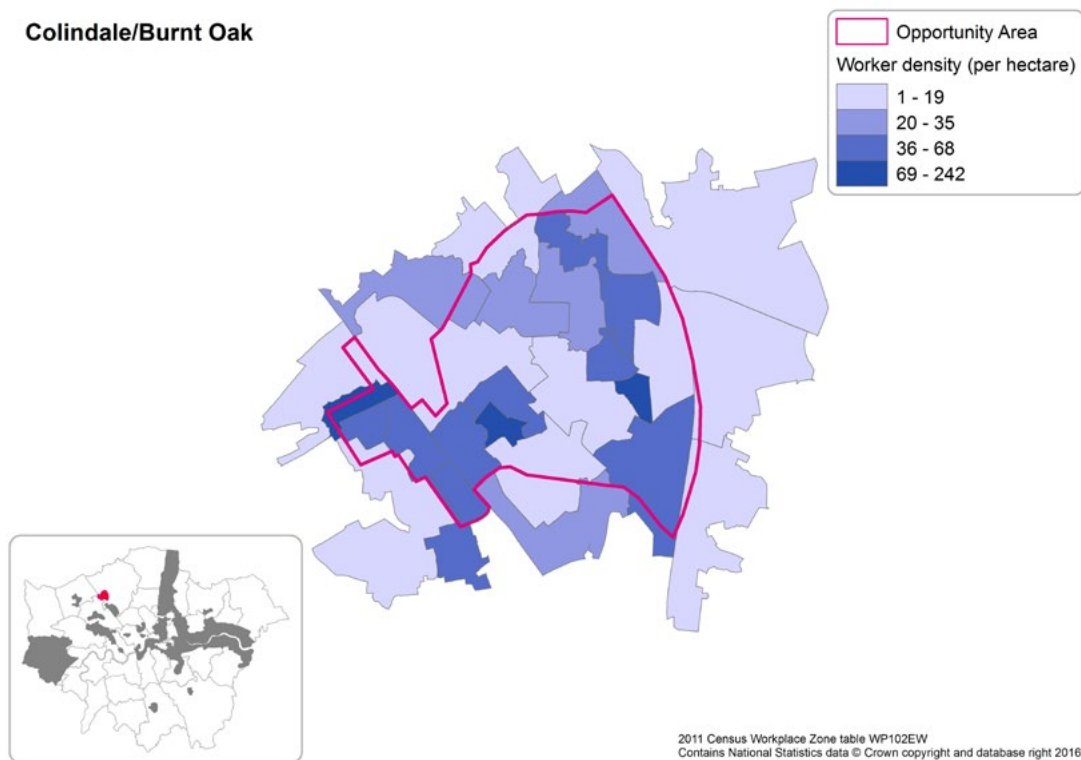 Colindale/Burnt Oak
Opportunity Area
Worker density (per hectare)
1 - 19
20 - 35
36 - 68
69 - 242
2011 Census Workplace Zone table WP102EW
Contains National Statistics data © Crown copyright and database right 2016